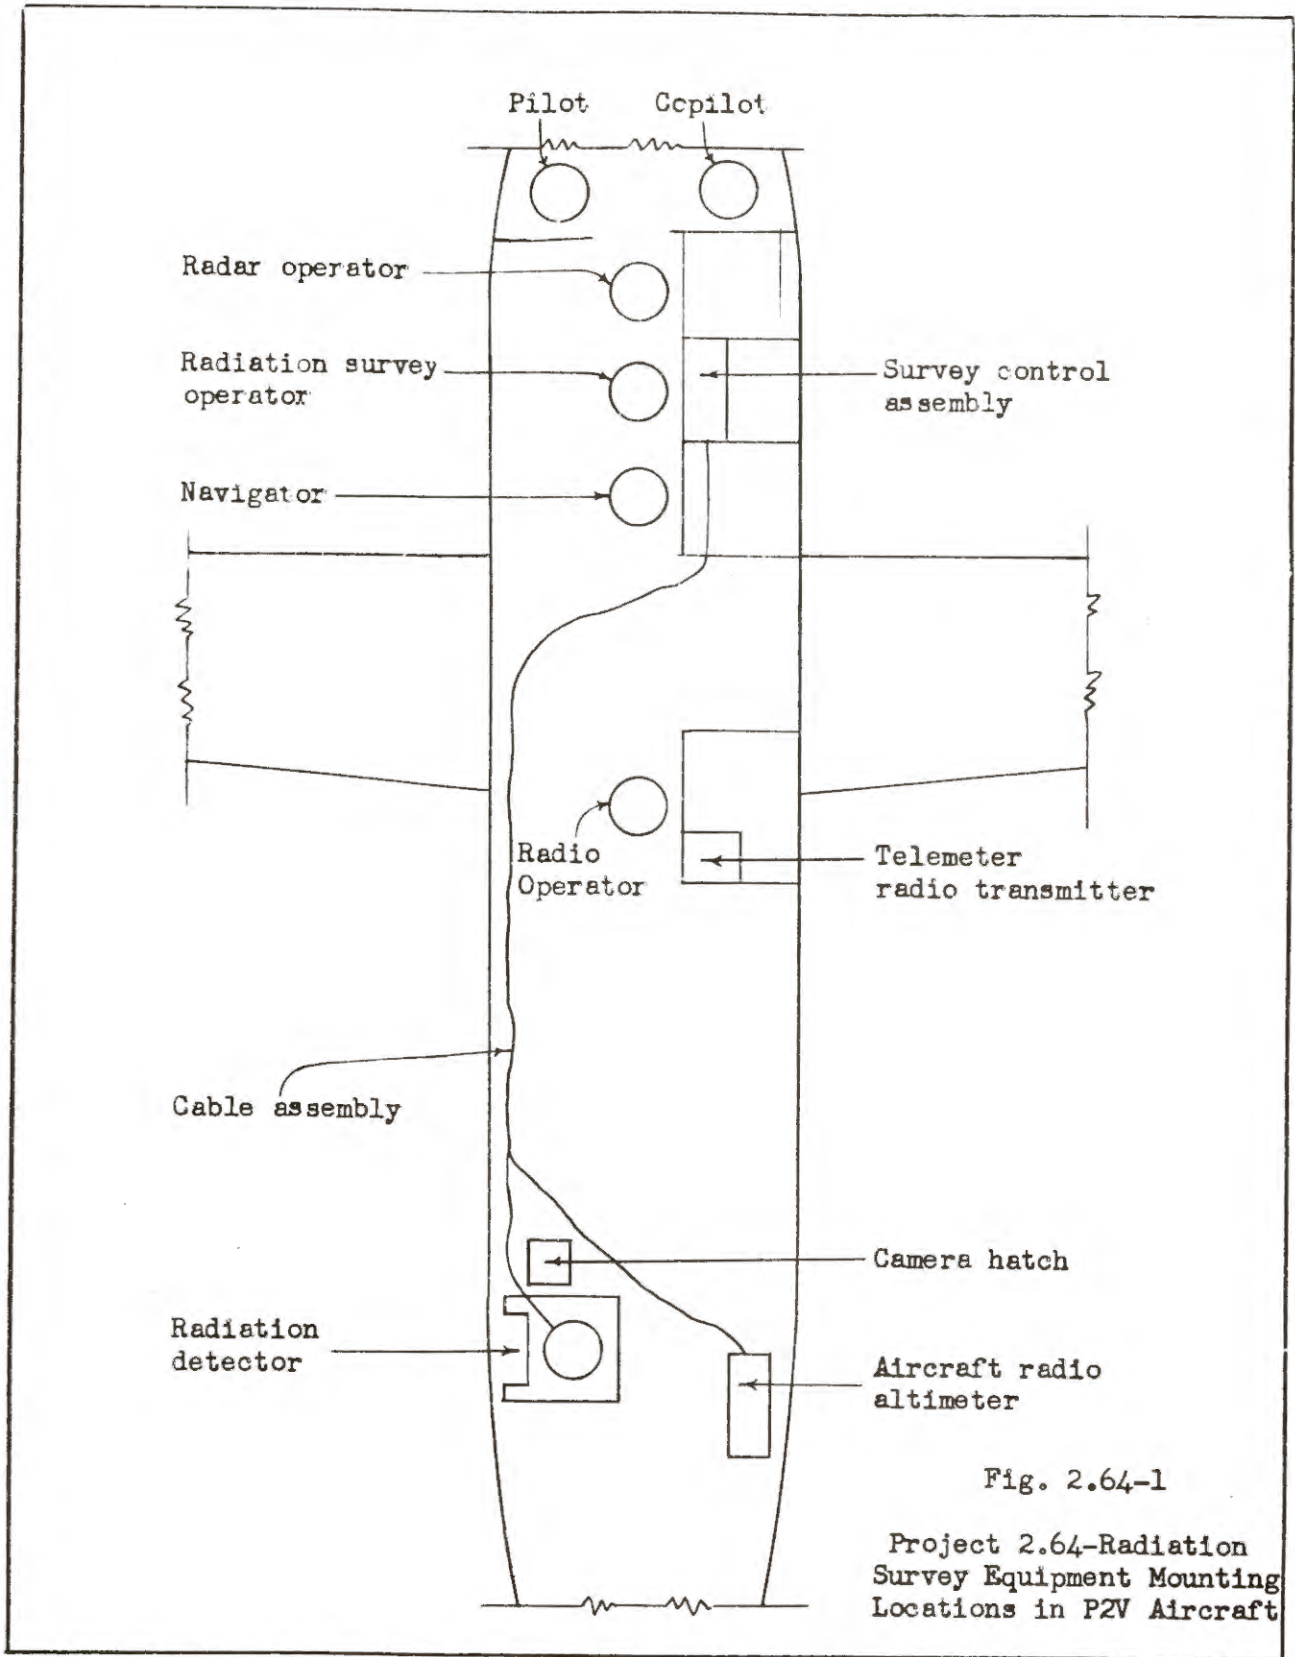 Pilot
Ccpilot
Radar operator
Radiation survey
operator
Survey control
assembly
Navigator
Radio
Operator
Telemeter
radio transmitter
Cable assembly
Camera hatch
Radiation
detector
Aircraft radio
altimeter
Fig. 2.64-1
Project 2.64-Radiation
Survey Equipment Mounting
Locations in P2V Aircraft